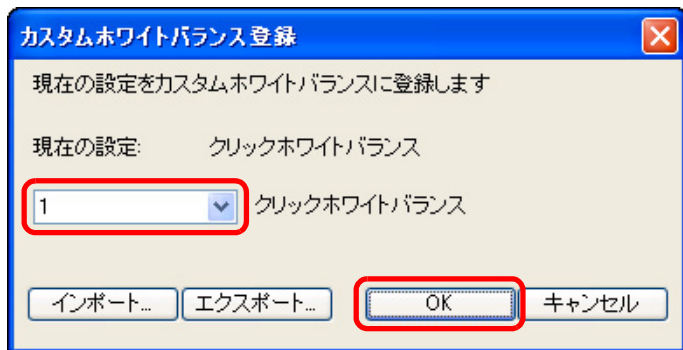 カスタムホワイトバランス登録
現在の設定をカスタムホワイトバランスに登録します
現在の設定: クリックホワイトバランス
1 クリックホワイトバランス
インポート... エクスポート... OK キャンセル